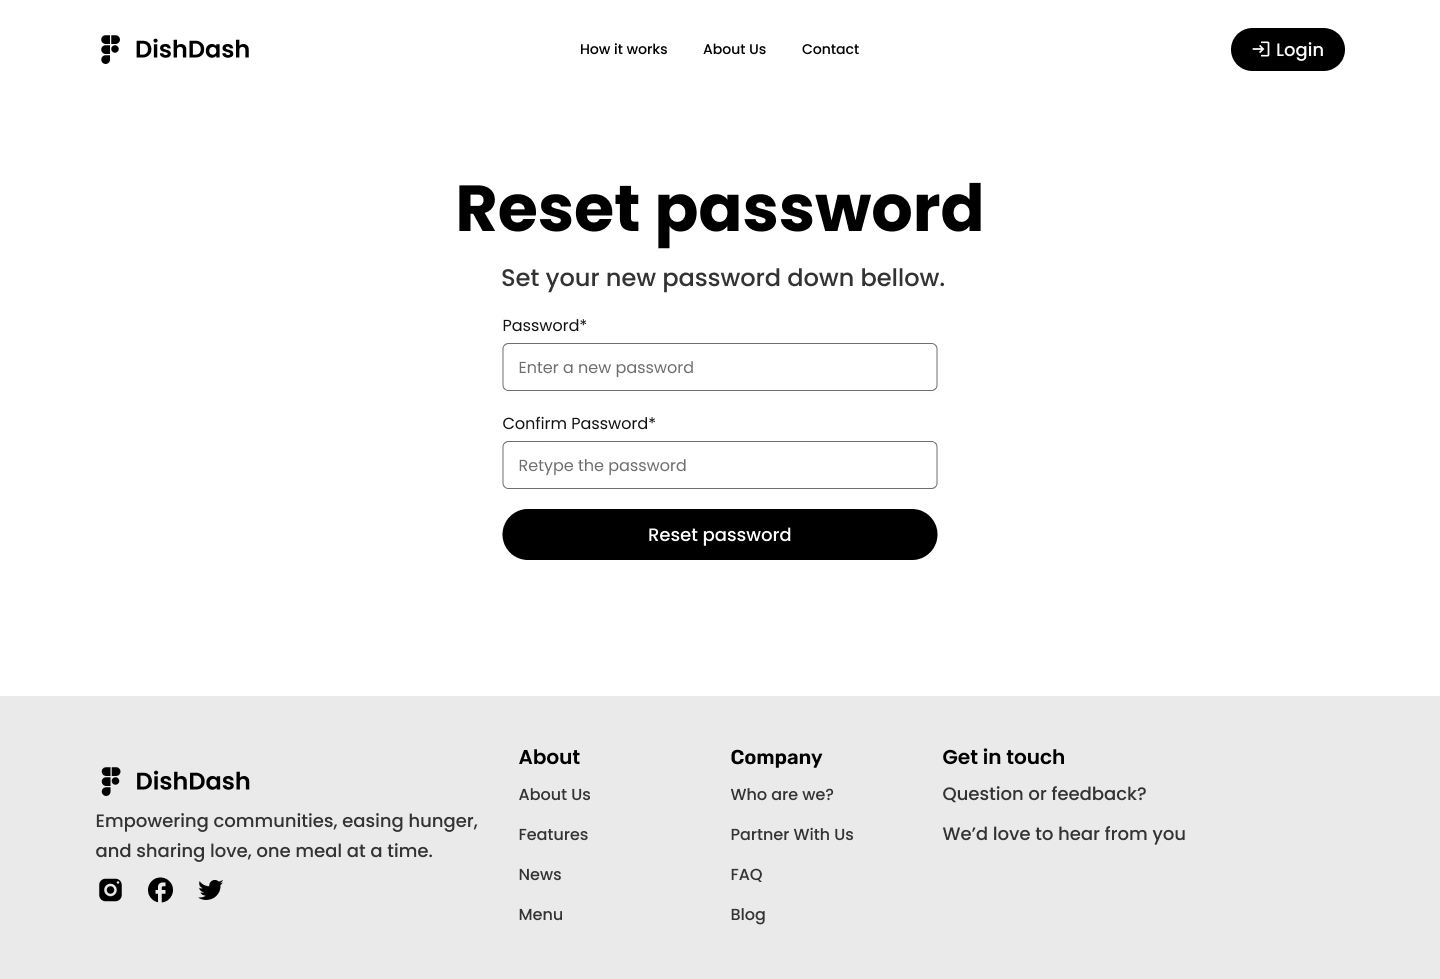 DishDash
How it works
About Us
Contact
Login
Reset password
Set your new password down bellow.
Password*
Enter a new password
Confirm Password*
Retype the password
Reset password
DishDash
Empowering communities, easing hunger,
and sharing love, one meal at a time.
About
About Us
Features
News
Menu
Company
Who are we?
Partner With Us
FAQ
Blog
Get in touch
Question or feedback?
We’d love to hear from you